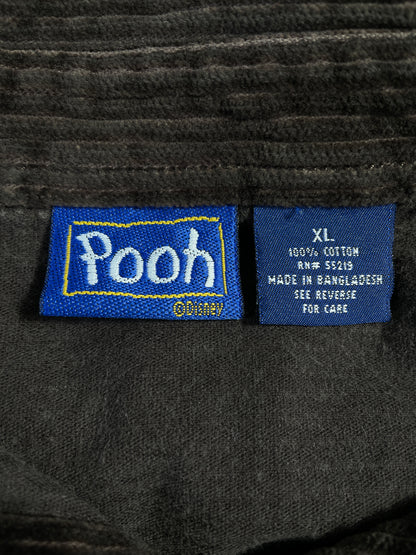 Pooh
©Disney
XL
100% COTTON
RN# 55219
MADE IN BANGLADESH
SEE REVERSE
FOR CARE